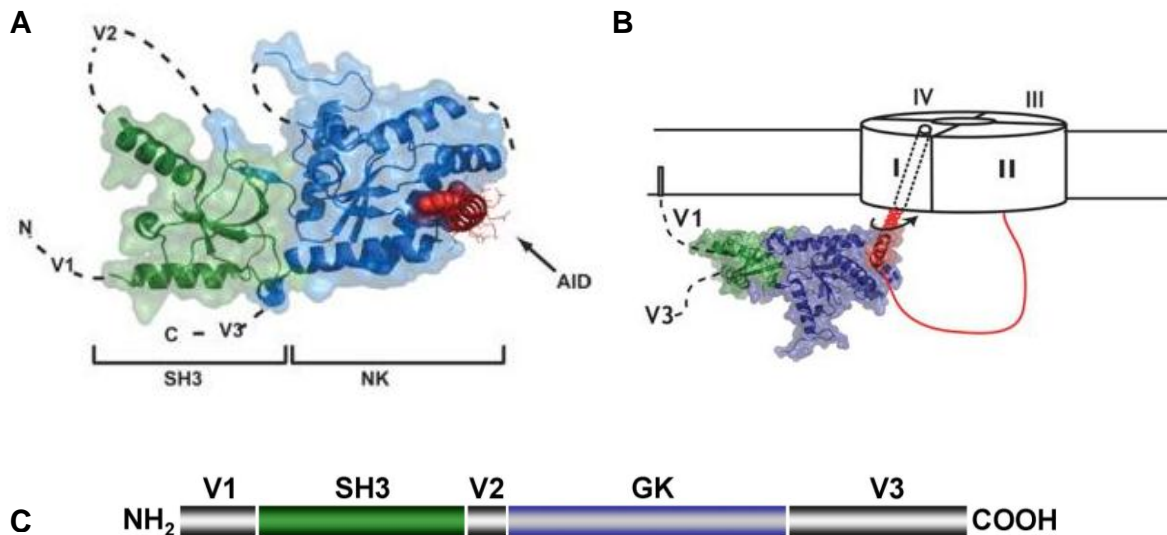 A
V2
N
V1
C – V3
AID
SH3
NK
B
IV
III
I
II
V1
V3
C
V1
SH3
V2
GK
V3
NH2
COOH